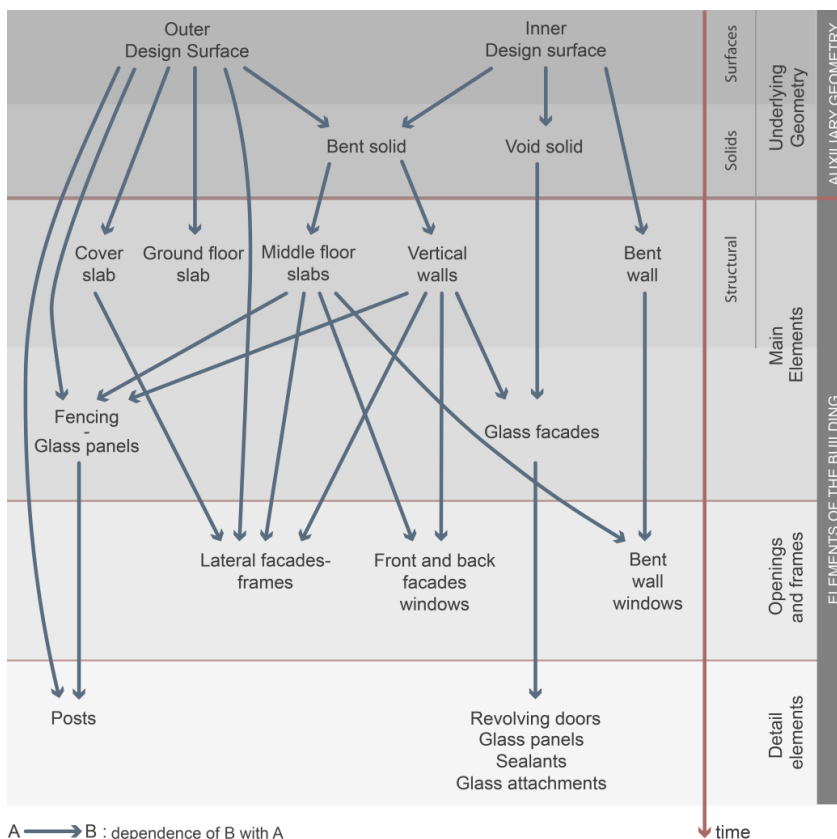 Outer
Design Surface
Inner
Design surface
Surfaces
Bent solid
Void solid
Solids
Underlying
Geometry
AUXILIARY GEOMETRY
Cover
slab
Ground floor
slab
Middle floor
slabs
Vertical
walls
Bent
wall
Structural
Main
Elements
Fencing
-
Glass panels
Glass facades
ELEMENTS OF THE BUILDING
Lateral facades-
frames
Front and back
facades
windows
Bent
wall
windows
Openings
and frames
Posts
Revolving doors
Glass panels
Sealants
Glass attachments
Detail
elements
A B : dependence of B with A
time